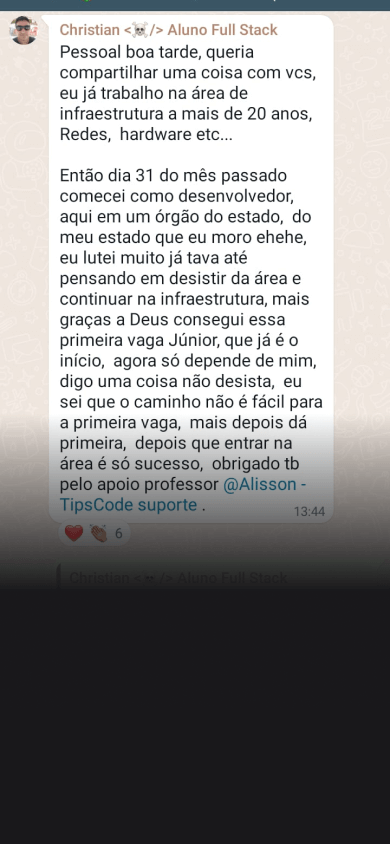 Christian <☠️/> Aluno Full Stack
Pessoal boa tarde, queria
compartilhar uma coisa com vcs,
eu já trabalho na área de
infraestrutura a mais de 20 anos,
Redes,  hardware etc...
Então dia 31 do mês passado
comecei como desenvolvedor,
aqui em um órgão do estado,  do
meu estado que eu moro ehehe,
eu lutei muito já tava até
pensando em desistir da área e
continuar na infraestrutura, mais
graças a Deus consegui essa
primeira vaga Júnior, que já é o
início,  agora só depende de mim,
digo uma coisa não desista,  eu
sei que o caminho não é fácil para
a primeira vaga,  mais depois dá
primeira,  depois que entrar na
área é só sucesso,  obrigado tb
pelo apoio professor @Alisson -
TipsCode suporte .
13:44
❤️ 👏🏽 6
Christian <☠️/> Aluno Full Stack